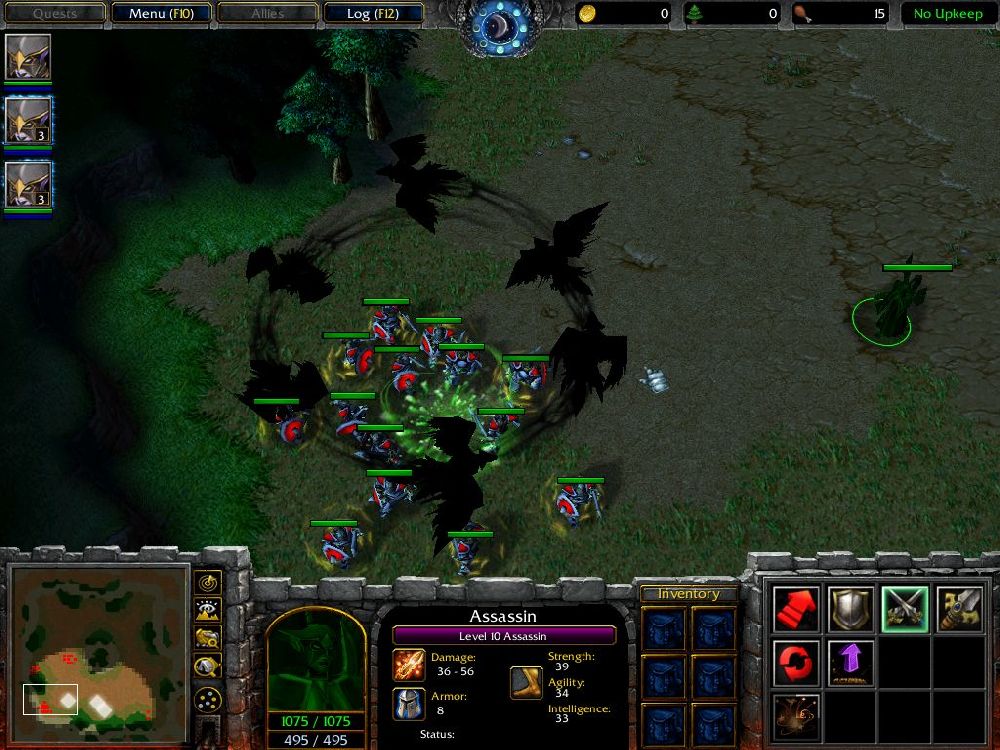 Quests Menu (F10) Allies Log (F12) 0 0 15 No Upkeep
3
3
Assassin
Level 10 Assassin
Damage:
36 - 56
Armor:
8
Strength:
39
Agility:
34
Intelligence:
33
Status:
1075 / 1075
495 / 495
Inventory